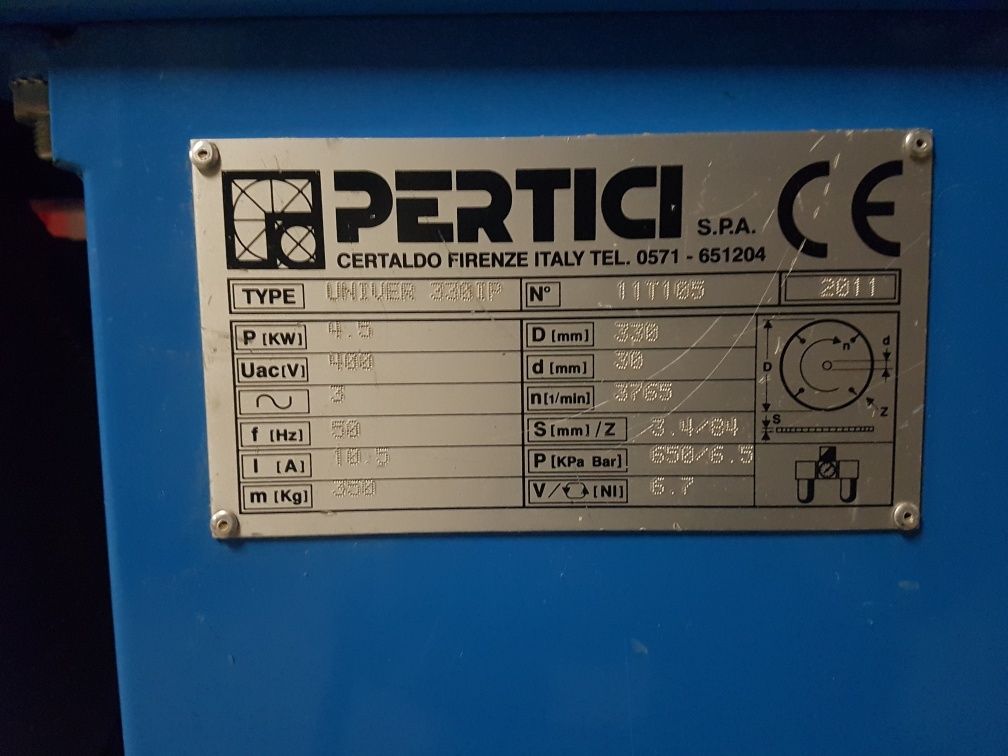 PERTICI S.P.A. CE
CERTALDO FIRENZE ITALY TEL. 0571 - 651204
TYPE UNIVER 330IP N° 11T105 2011
P [KW] 4.5 D [mm] 330
Uac[V] 400 d [mm] 30
3 n[1/min] 3765
f [Hz] 50 S[mm] / Z 3.4/84
I [A] 10.5 P[KPa Bar] 650/6.5
m [Kg] 350 V/ [Nl] 6.7
D n d
S Z